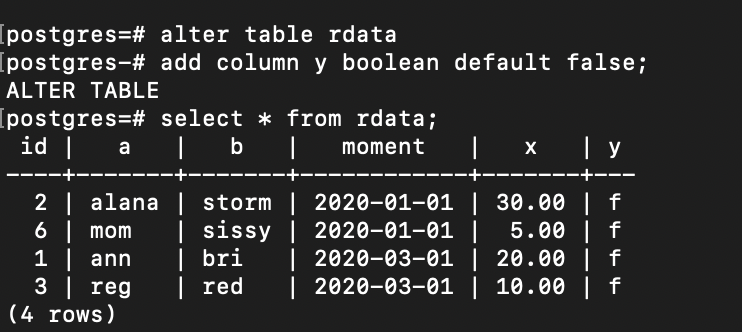 [postgres=# alter table rdata
[postgres-# add column y boolean default false;
ALTER TABLE
[postgres=# select * from rdata;
 id |   a   |   b   |   moment   |   x   | y
----+-------+-------+------------+-------+---
  2 | alana | storm | 2020-01-01 | 30.00 | f
  6 | mom   | sissy | 2020-01-01 |  5.00 | f
  1 | ann   | bri   | 2020-03-01 | 20.00 | f
  3 | reg   | red   | 2020-03-01 | 10.00 | f
(4 rows)